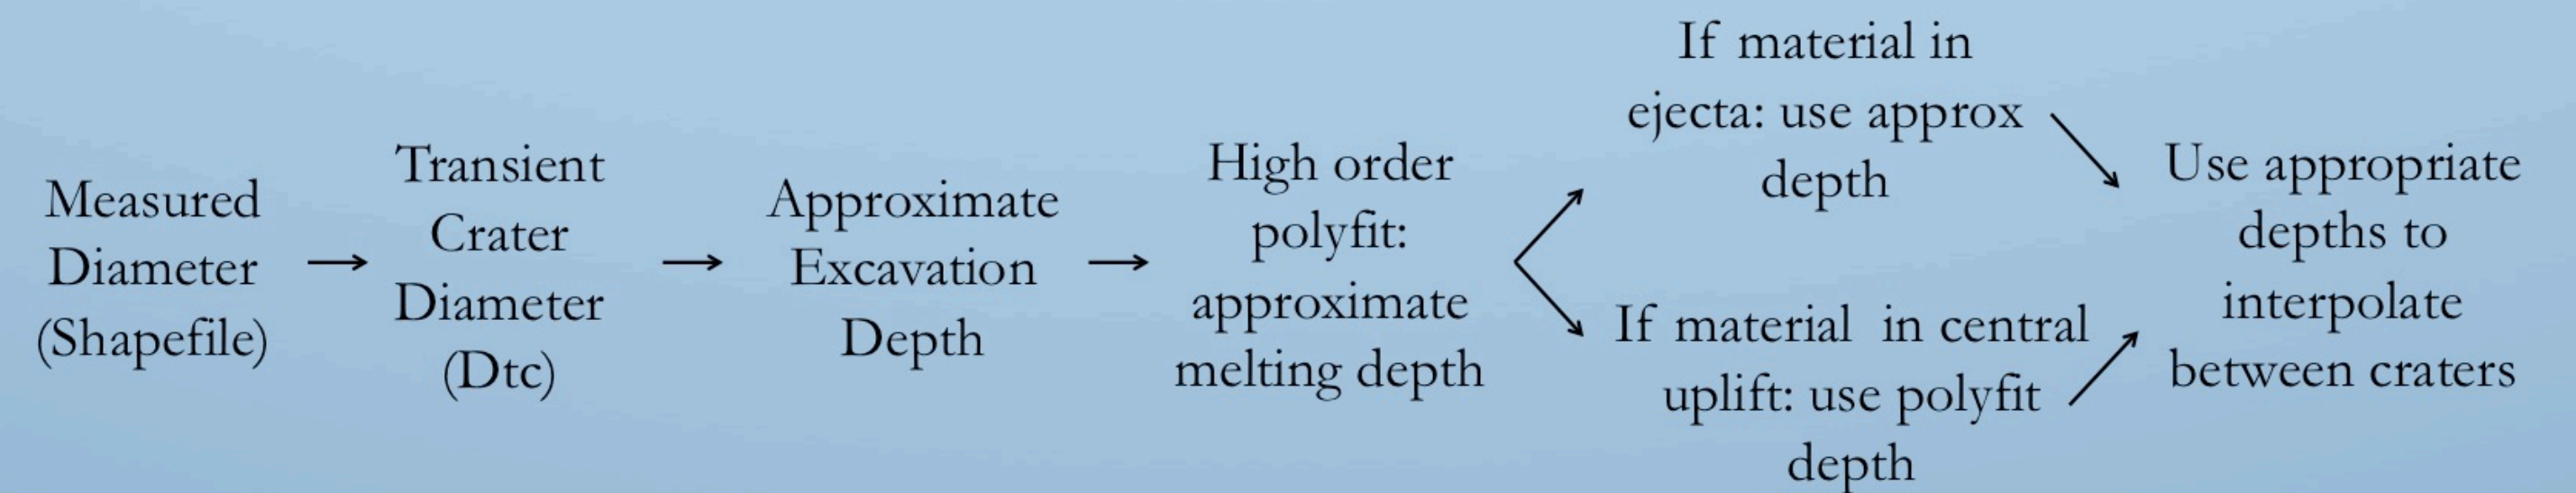 Measured
Diameter
(Shapefile)
Transient
Crater
Diameter
(Dtc)
Approximate
Excavation
Depth
High order
polyfit:
approximate
melting depth
If material in
ejecta: use approx
depth
If material in central
uplift: use polyfit
depth
Use appropriate
depths to
interpolate
between craters